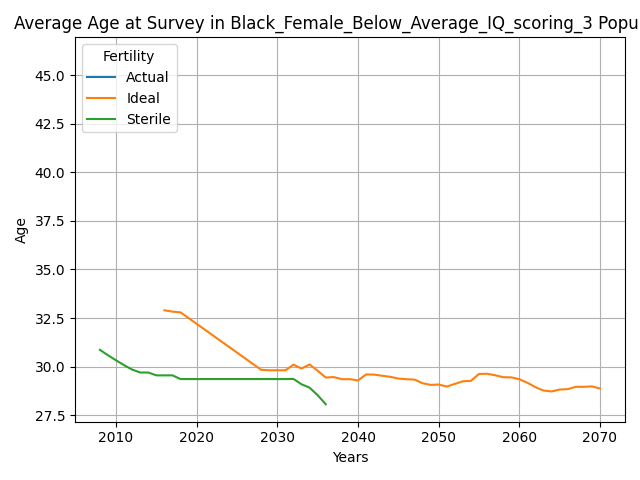 Average Age at Survey in Black_Female_Below_Average_IQ_scoring_3 Popu
Fertility
Actual
Ideal
Sterile
45.0
42.5
40.0
37.5
35.0
32.5
30.0
27.5
Age
2010 2020 2030 2040 2050 2060 2070
Years